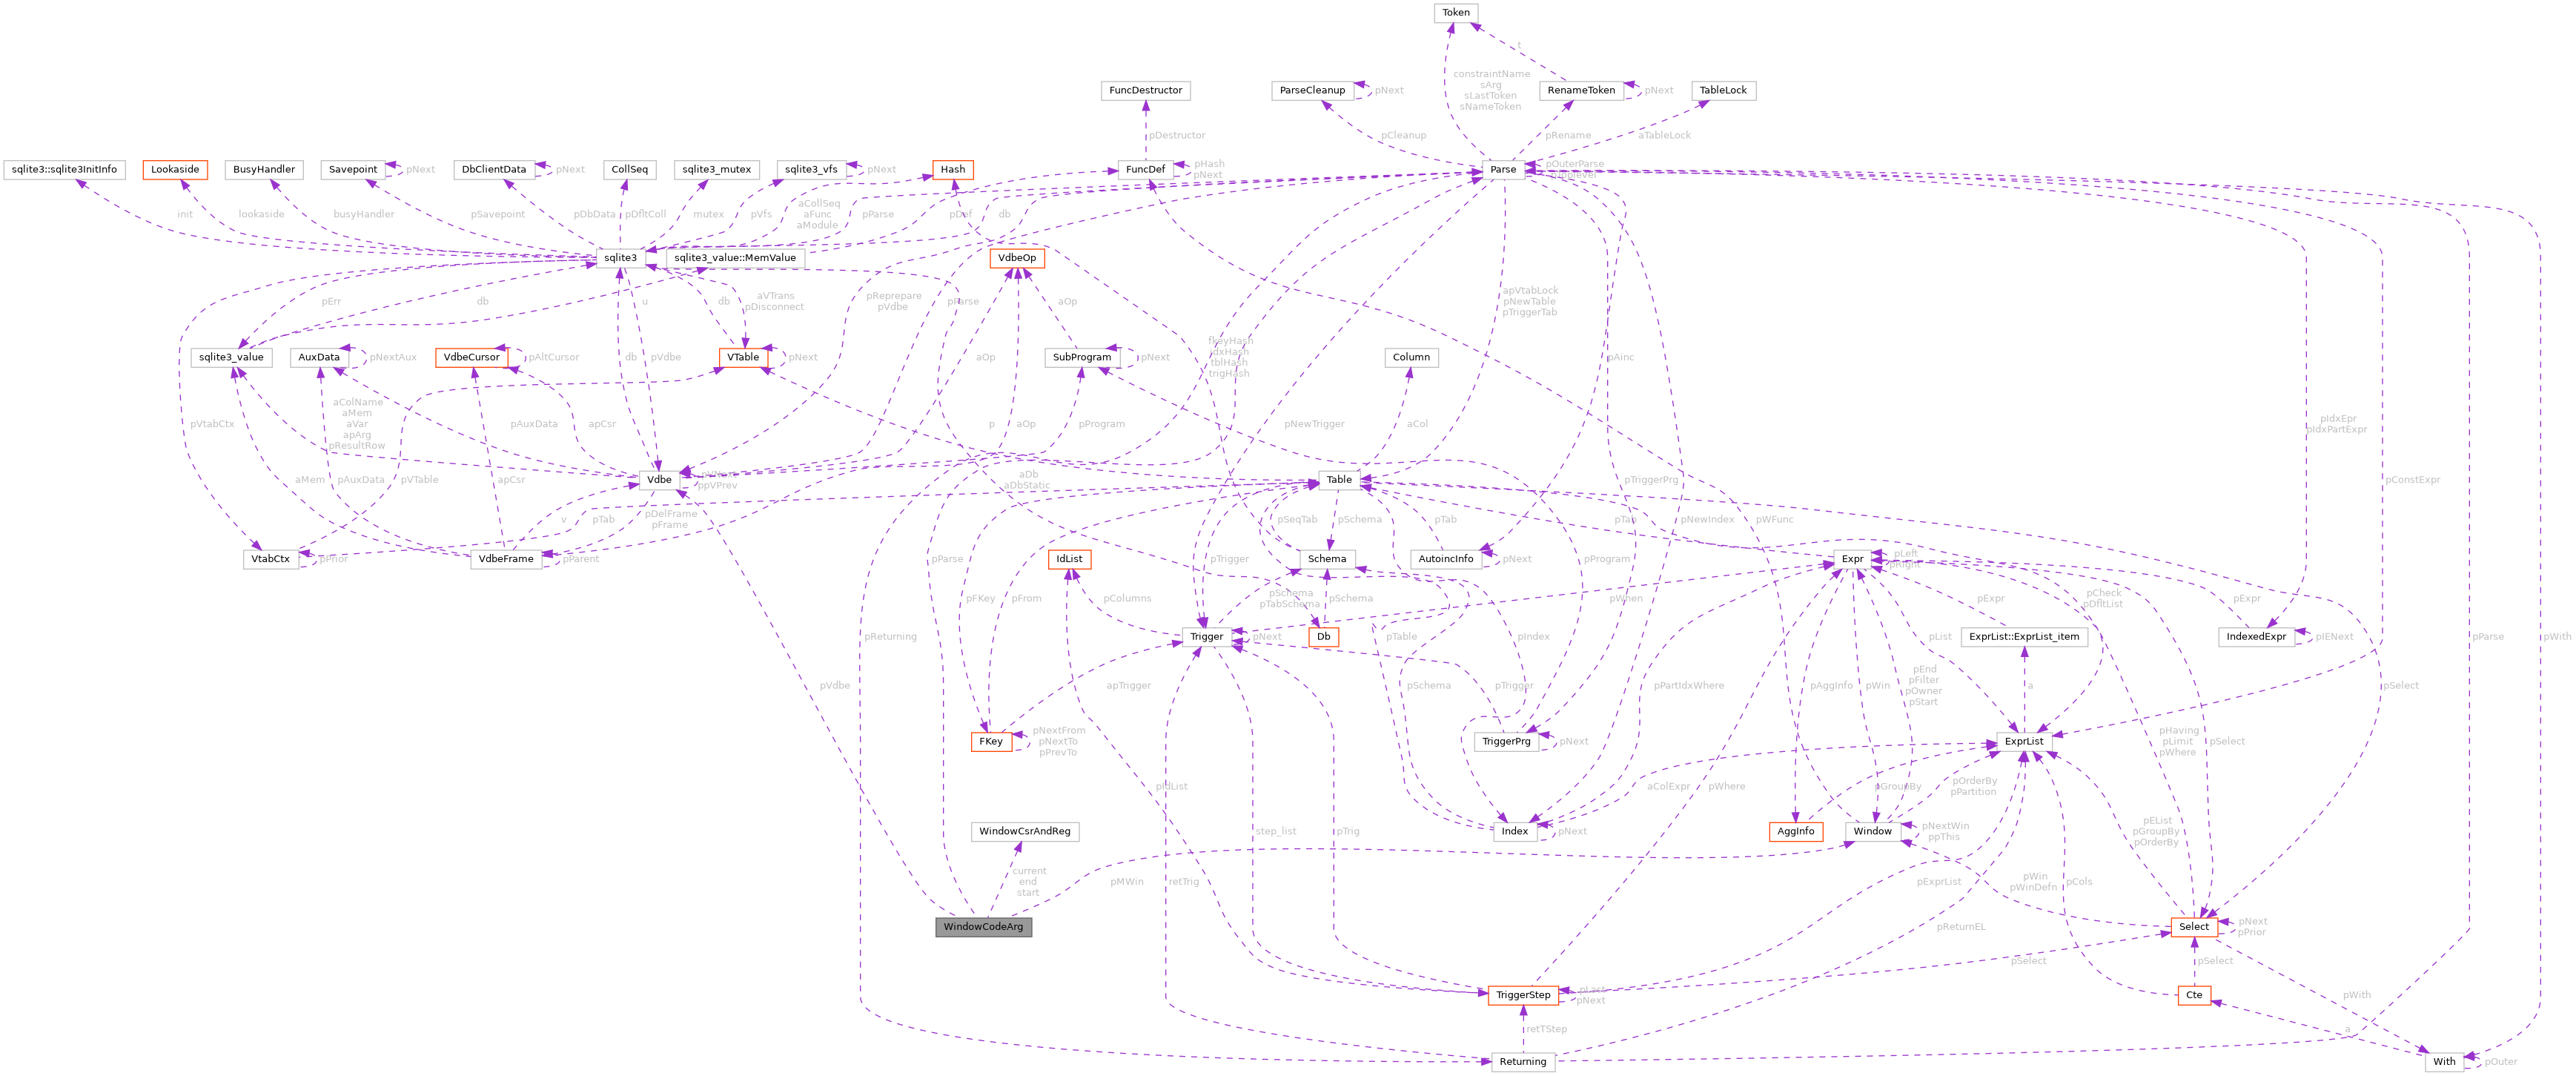 Token
t
FuncDestructor
ParseCleanup
pNext
constraintName
sArg
sLastToken
sNameToken
RenameToken
pNext
TableLock
pDestructor
pCleanup
pRename
aTableLock
sqlite3::sqlite3InitInfo
Lookaside
BusyHandler
Savepoint
pNext
DbClientData
pNext
CollSeq
sqlite3_mutex
sqlite3_vfs
pNext
Hash
FuncDef
pHash
pNext
Parse
pOuterParse
init
lookaside
busyHandler
pSavepoint
pDbData
pDfltColl
mutex
pVfs
aCollSeq
aFunc
aModule
pParse
pDef
db
sqlite3
sqlite3_value::MemValue
VdbeOp
pErr
db
u
db
aVTrans
pDisconnect
pReprepare
pVdbe
pParse
aOp
apVtabLock
pNewTable
pTriggerTab
sqlite3_value
AuxData
pNextAux
VdbeCursor
pAltCursor
db
pVdbe
VTable
pNext
aOp
SubProgram
pNext
fkeyHash
idxHash
tblHash
trigHash
Column
pAinc
pVtabCtx
aColName
aMem
aVar
apArg
pResultRow
pAuxData
apCsr
p
aOp
pProgram
pNewTrigger
aCol
pIdxEpr
pIdxPartExpr
aMem
pAuxData
pVTable
apCsr
Vdbe
pVNext
ppVPrev
aDb
aDbStatic
Table
pTriggerPrg
pConstExpr
v
pTab
pDelFrame
pFrame
pSeqTab
pSchema
pTab
pNewIndex
pWFunc
pTab
VtabCtx
pPrior
VdbeFrame
pParent
pParse
IdList
pTrigger
Schema
AutoincInfo
pNext
pProgram
Expr
pLeft
pRight
pFKey
pFrom
pColumns
pSchema
pTabSchema
pSchema
pWhen
pExpr
pCheck
pDfltList
pExpr
pReturning
Trigger
pNext
Db
pTable
pIndex
pList
ExprList::ExprList_item
IndexedExpr
pIENext
pParse
pWith
pVdbe
apTrigger
pSchema
pTrigger
pPartIdxWhere
pAggInfo
pWin
pEnd
pFilter
pOwner
pStart
a
pSelect
FKey
pNextFrom
pNextTo
pPrevTo
TriggerPrg
pNext
ExprList
pHaving
pLimit
pWhere
pSelect
pIdList
aColExpr
pWhere
pGroupBy
pOrderBy
pPartition
WindowCsrAndReg
step_list
pTrig
Index
pNext
AggInfo
Window
pNextWin
ppThis
pEList
pGroupBy
pOrderBy
current
end
start
pMWin
retTrig
pExprList
pWin
pWinDefn
pCols
WindowCodeArg
pReturnEL
Select
pNext
pPrior
pSelect
pSelect
TriggerStep
pLast
pNext
Cte
pWith
retTStep
a
Returning
With
pOuter